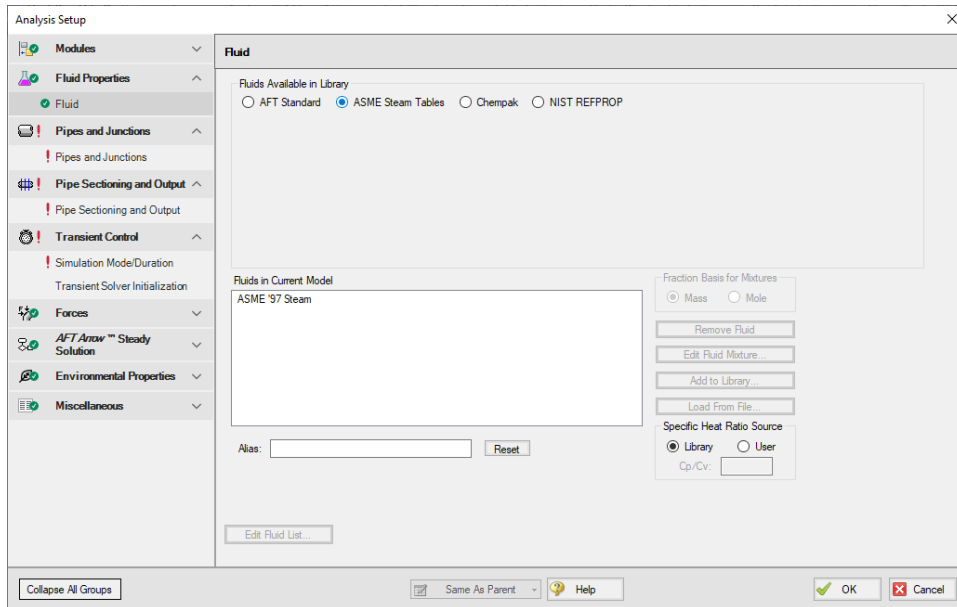 Analysis Setup
Modules
Fluid Properties
Fluid
Pipes and Junctions
Pipes and Junctions
Pipe Sectioning and Output
Pipe Sectioning and Output
Transient Control
Simulation Mode/Duration
Transient Solver Initialization
Forces
AFT Arrow ™ Steady
Solution
Environmental Properties
Miscellaneous
Collapse All Groups
Fluid
Fluids Available in Library
AFT Standard ASME Steam Tables Chempak NIST REFPROP
Fluids in Current Model
ASME '97 Steam
Fraction Basis for Mixtures
Mass Mole
Remove Fluid
Edit Fluid Mixture...
Add to Library...
Load From File...
Specific Heat Ratio Source
Library User
Cp/Cv:
Alias: Reset
Edit Fluid List...
Same As Parent Help OK Cancel